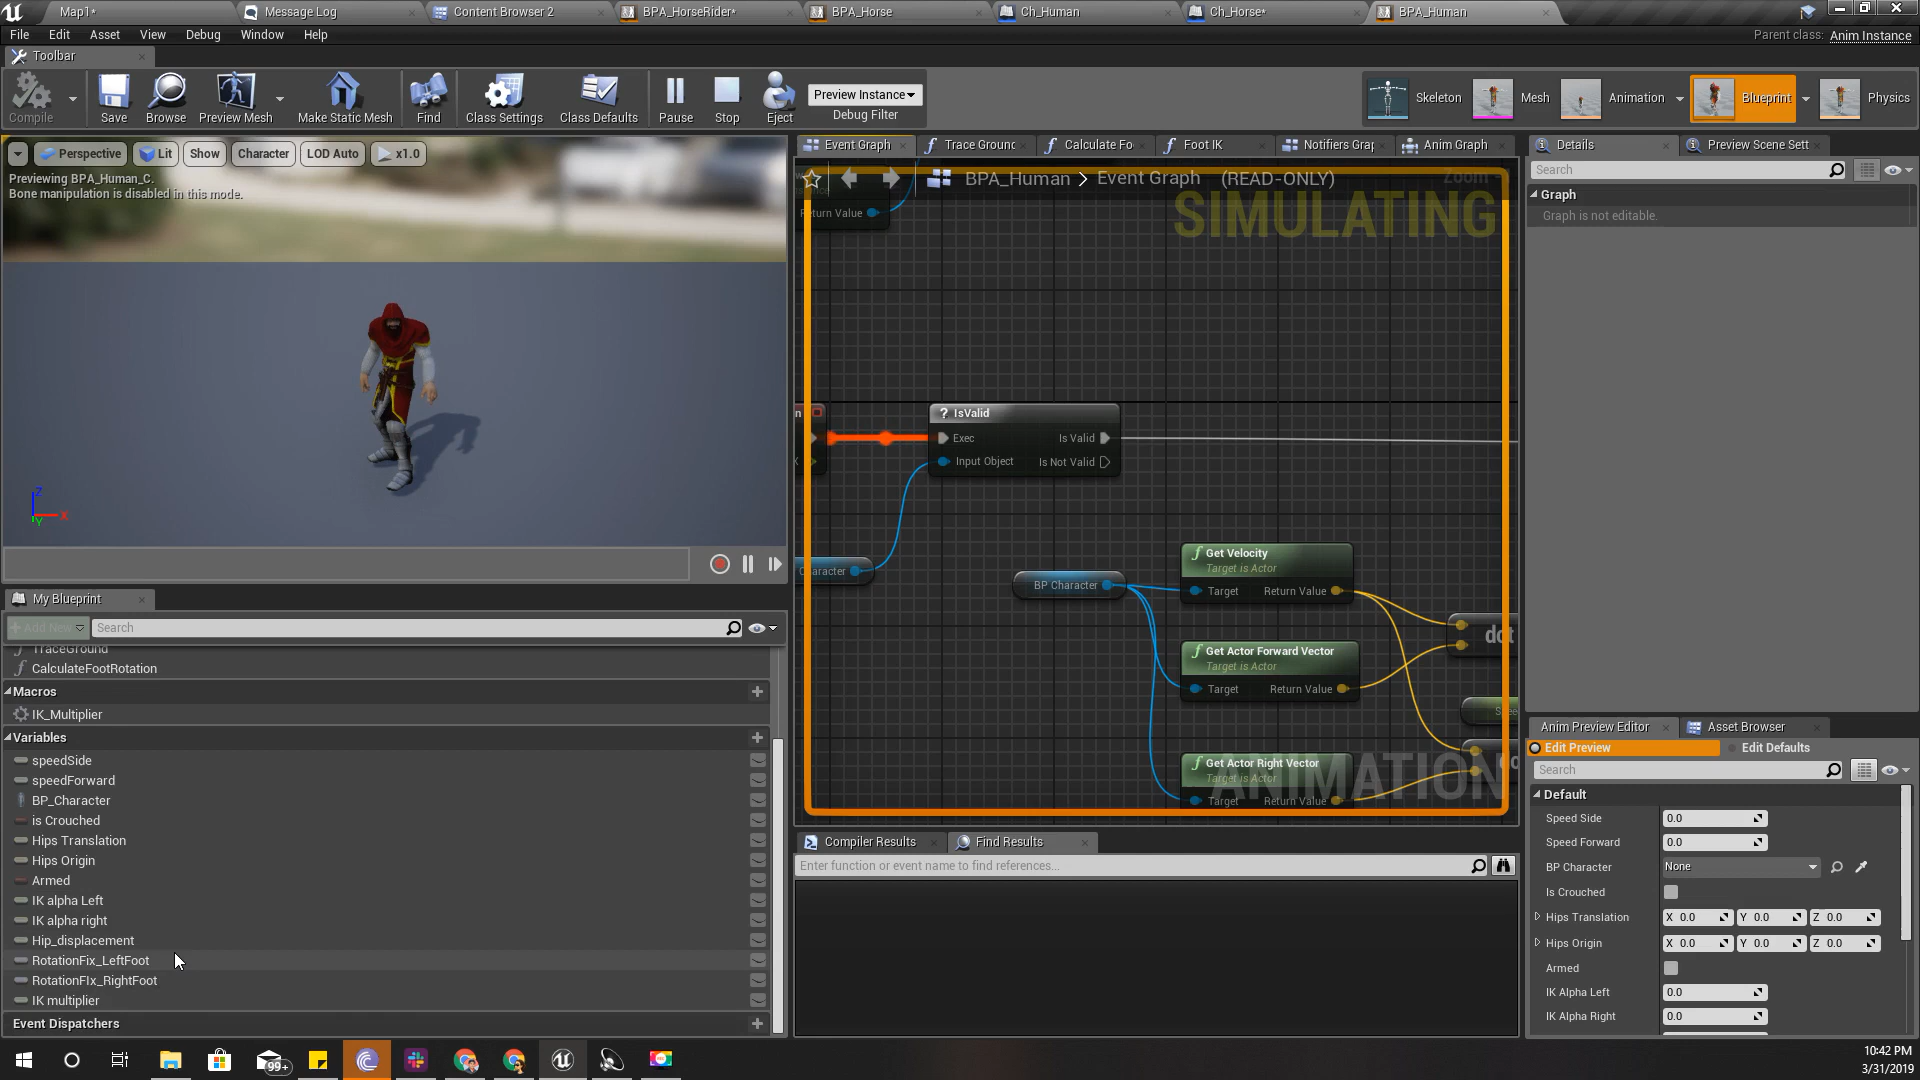 Map1*
Message Log
Content Browser 2
BPA_HorseRider*
BPA_Horse
Ch_Human
Ch_Horse*
BPA_Human
File Edit Asset View Debug Window Help
Parent class: Anim Instance
Toolbar
Compile
Save
Browse
Preview Mesh
Make Static Mesh
Find
Class Settings
Class Defaults
Pause
Stop
Eject
Preview Instance
Debug Filter
Skeleton
Mesh
Animation
Blueprint
Physics
Perspective
Lit
Show
Character
LOD Auto
x1.0
Previewing BPA_Human_C.
Bone manipulation is disabled in this mode.
Z
X
Y
Event Graph
Trace Ground
Calculate Fo
Foot IK
Notifiers Gra
Anim Graph
BPA_Human > Event Graph (READ-ONLY)
Zoom
SIMULATING
Return Value
? IsValid
Exec
Is Valid
Input Object
Is Not Valid
Character
BP Character
f Get Velocity
Target is Actor
Target
Return Value
dot
f Get Actor Forward Vector
Target is Actor
Target
Return Value
f Get Actor Right Vector
Target is Actor
Target
Return Value
ANIMATION
Details
Preview Scene Sett
Search
Graph
Graph is not editable.
My Blueprint
+ Add New
Search
TraceGround
CalculateFootRotation
Macros
IK_Multiplier
Variables
speedSide
speedForward
BP_Character
is Crouched
Hips Translation
Hips Origin
Armed
IK alpha Left
IK alpha right
Hip_displacement
RotationFix_LeftFoot
RotationFIx_RightFoot
IK multiplier
Event Dispatchers
Compiler Results
Find Results
Enter function or event name to find references...
Anim Preview Editor
Asset Browser
Edit Preview
Edit Defaults
Search
Default
Speed Side 0.0
Speed Forward 0.0
BP Character None
Is Crouched
Hips Translation X 0.0 Y 0.0 Z 0.0
Hips Origin X 0.0 Y 0.0 Z 0.0
Armed
IK Alpha Left 0.0
IK Alpha Right 0.0
99+
10:42 PM
3/31/2019